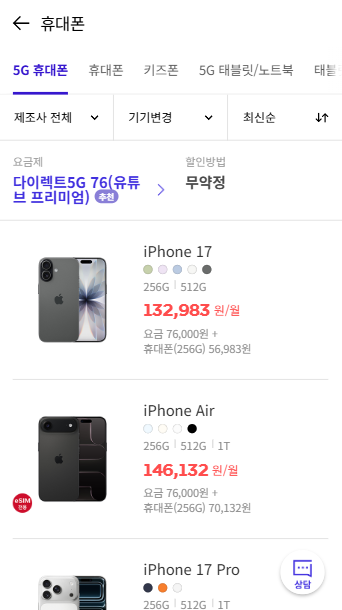 휴대폰
5G 휴대폰 휴대폰 키즈폰 5G 태블릿/노트북 태블
제조사 전체 기기변경 최신순
요금제 할인방법
다이렉트5G 76(유튜 무약정
브 프리미엄) 추천
iPhone 17
256G 512G
132,983 원/월
요금 76,000원 +
휴대폰(256G) 56,983원
iPhone Air
256G 512G 1T
146,132 원/월
요금 76,000원 +
휴대폰(256G) 70,132원
eSIM
전용
iPhone 17 Pro
256G 512G 1T
상담